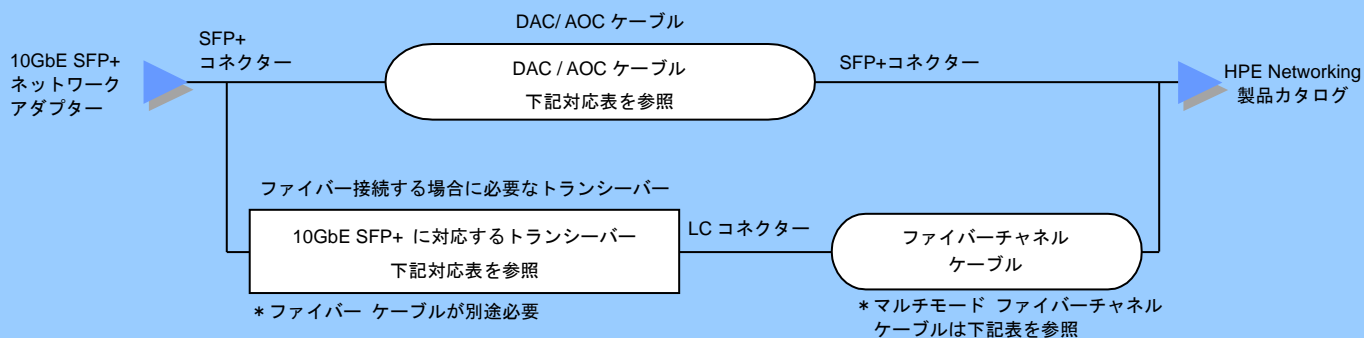 DAC/ AOC ケーブル
10GbE SFP+
ネットワーク
アダプター
SFP+
コネクター
DAC / AOC ケーブル
下記対応表を参照
SFP+コネクター
HPE Networking
製品カタログ
ファイバー接続する場合に必要なトランシーバー
10GbE SFP+ に対応するトランシーバー
下記対応表を参照
LC コネクター
ファイバーチャネル
ケーブル
*ファイバー ケーブルが別途必要
*マルチモード ファイバーチャネル
ケーブルは下記表を参照